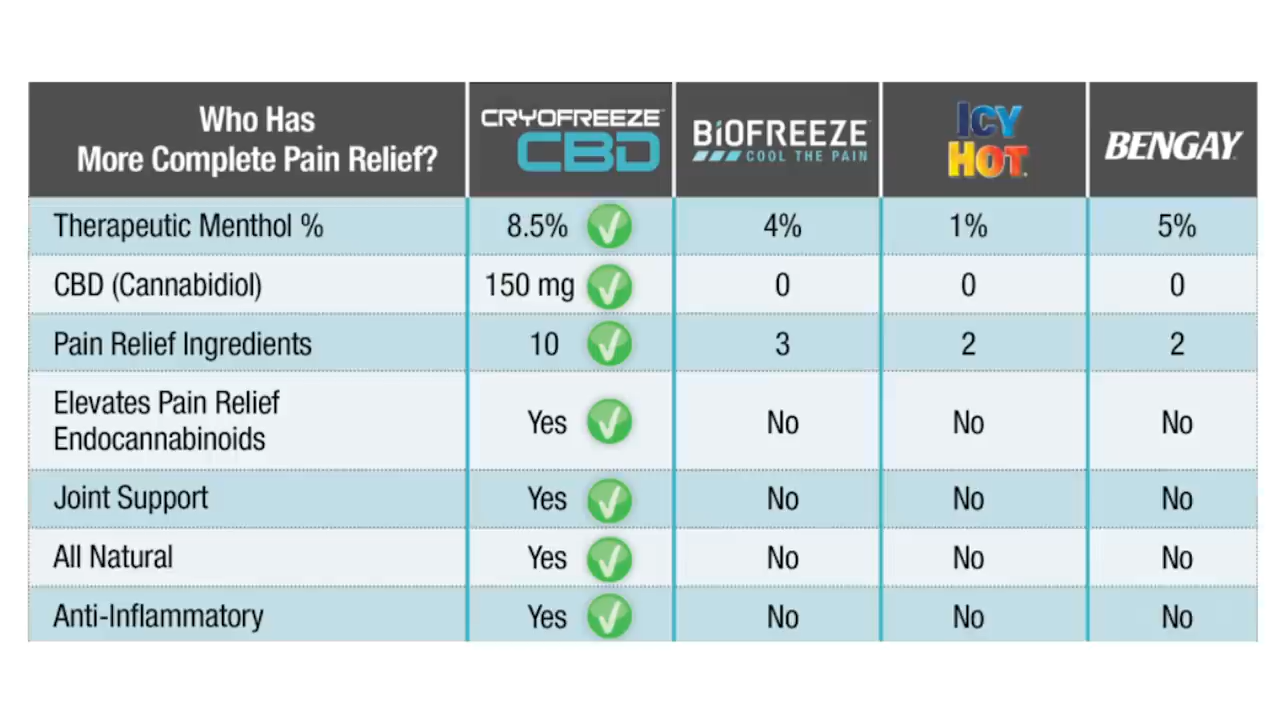 Who Has
More Complete Pain Relief?
CRYOFREEZE™
CBD
BiOFREEZE
COOL THE PAIN
ICY
HOT
BENGAY
Therapeutic Menthol % 8.5% 4% 1% 5%
CBD (Cannabidiol) 150 mg 0 0 0
Pain Relief Ingredients 10 3 2 2
Elevates Pain Relief
Endocannabinoids Yes No No No
Joint Support Yes No No No
All Natural Yes No No No
Anti-Inflammatory Yes No No No